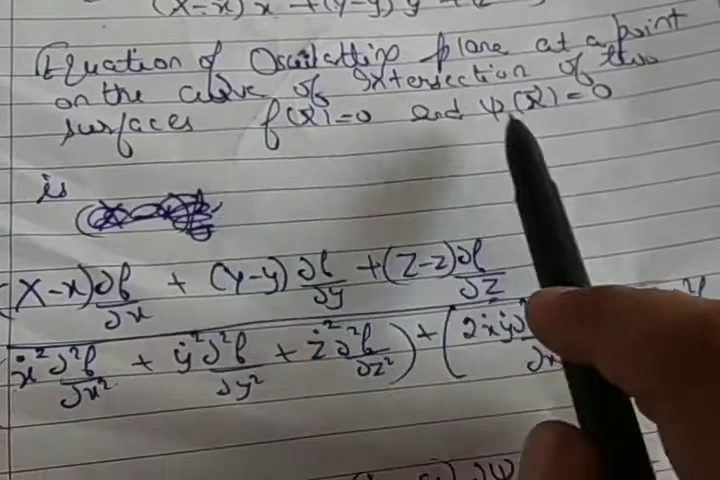 (X-x)ẋ + (Y-y)ẏ +
Equation of Oscilatting plane at a point
on the curve of intersection of two
surfaces f(x)=0 and ψ(x)=0
is
(X-x)∂f/∂x + (Y-y)∂f/∂y + (Z-z)∂f/∂z
ẋ²∂²f/∂x² + ẏ²∂²f/∂y² + ż²∂²f/∂z²) + (2ẋẏ∂
∂ψ